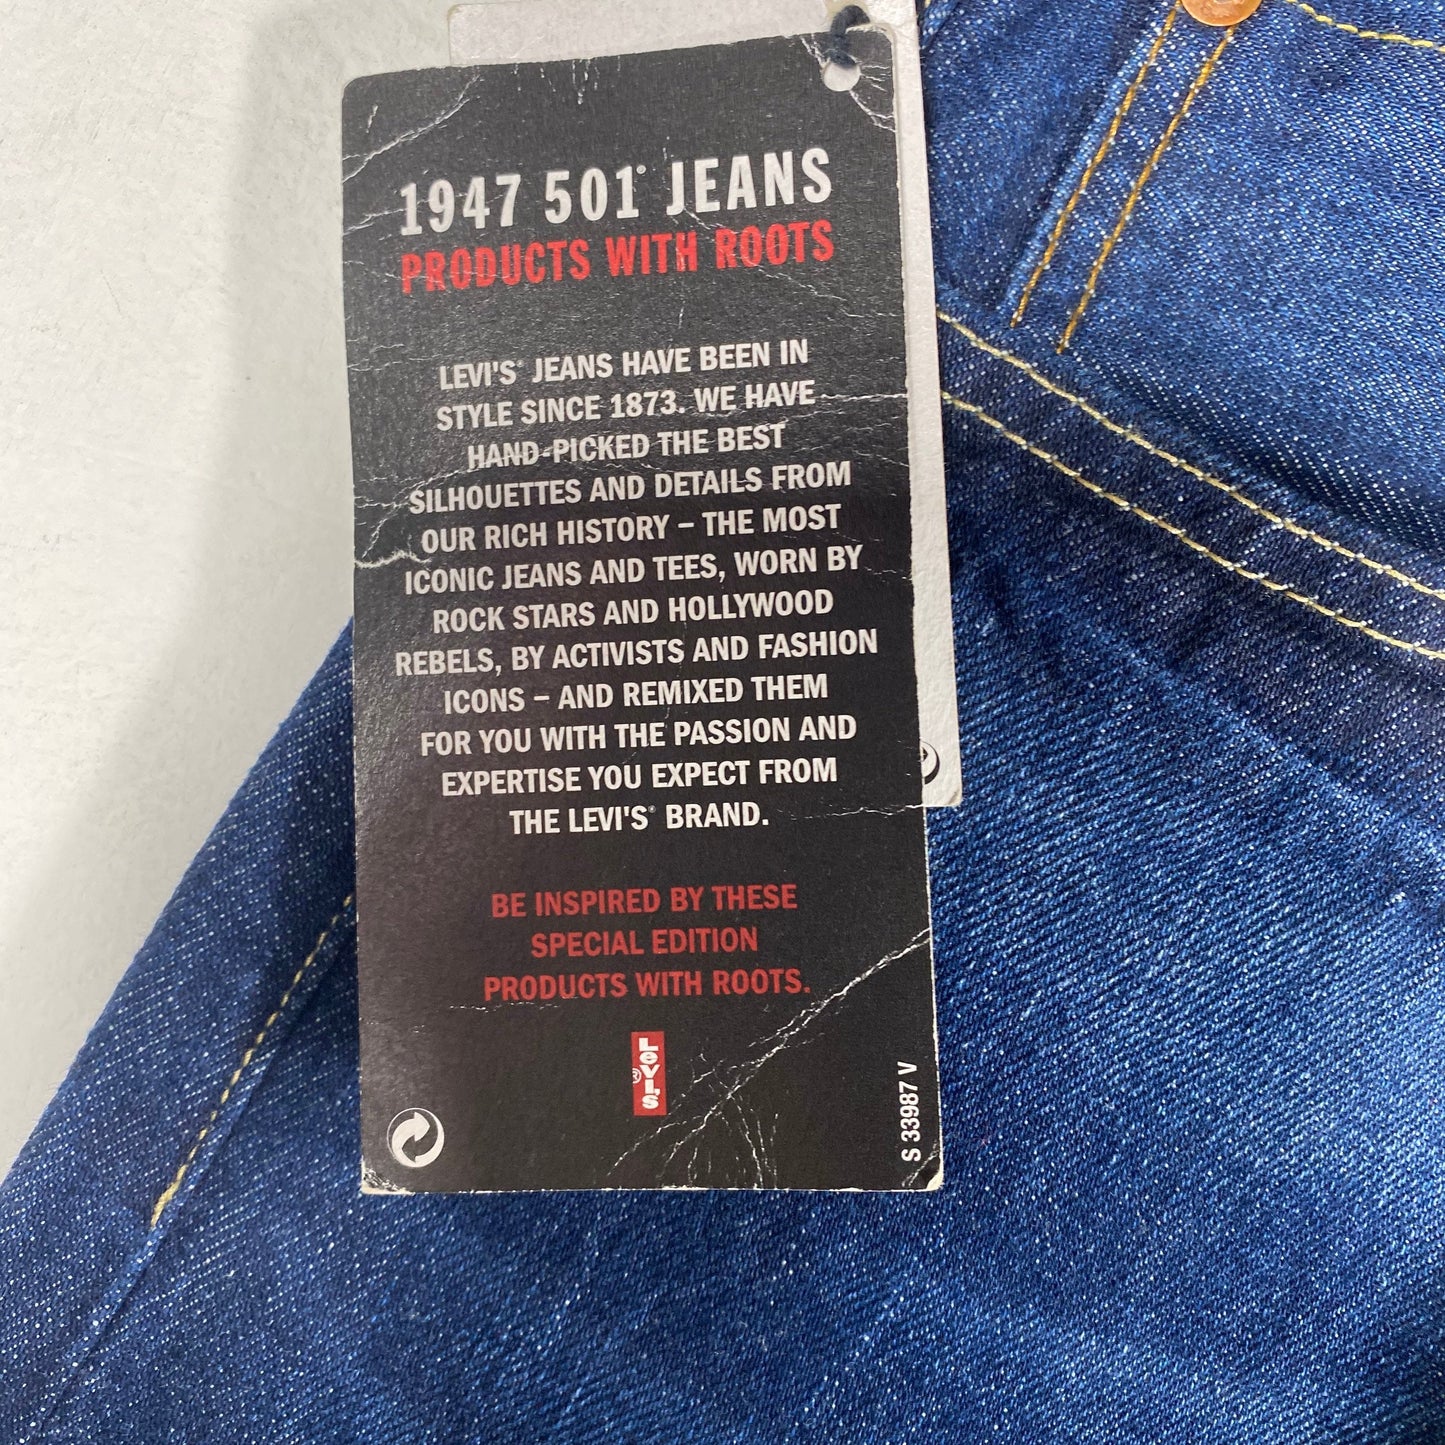 1947 501® JEANS
PRODUCTS WITH ROOTS
LEVI'S® JEANS HAVE BEEN IN
STYLE SINCE 1873. WE HAVE
HAND-PICKED THE BEST
SILHOUETTES AND DETAILS FROM
OUR RICH HISTORY – THE MOST
ICONIC JEANS AND TEES, WORN BY
ROCK STARS AND HOLLYWOOD
REBELS, BY ACTIVISTS AND FASHION
ICONS – AND REMIXED THEM
FOR YOU WITH THE PASSION AND
EXPERTISE YOU EXPECT FROM
THE LEVI'S® BRAND.
BE INSPIRED BY THESE
SPECIAL EDITION
PRODUCTS WITH ROOTS.
LeVI'S ®
S 33987 V